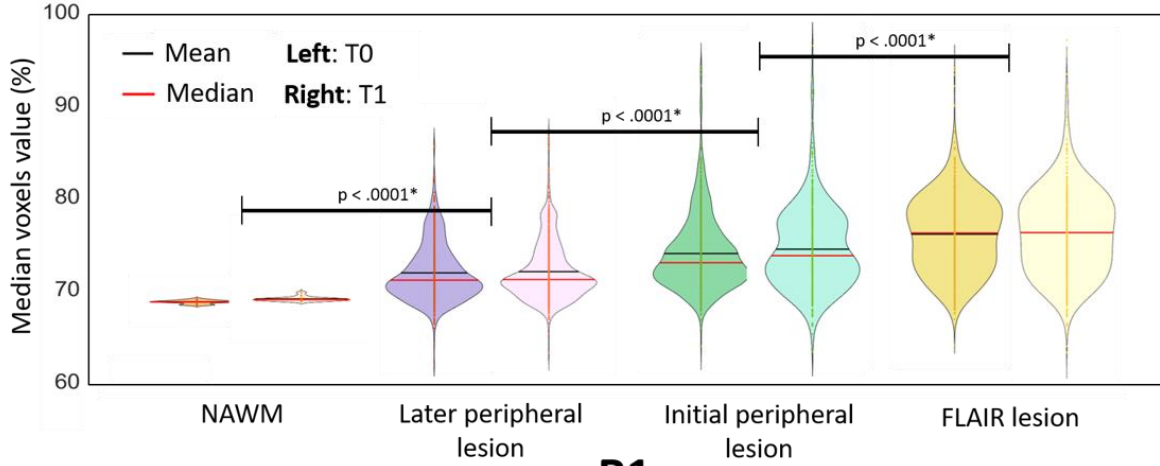 100
Mean Left: T0
Median Right: T1
p < .0001*
90
p < .0001*
80
p < .0001*
70
60
Median voxels value (%)
NAWM
Later peripheral
lesion
Initial peripheral
lesion
FLAIR lesion